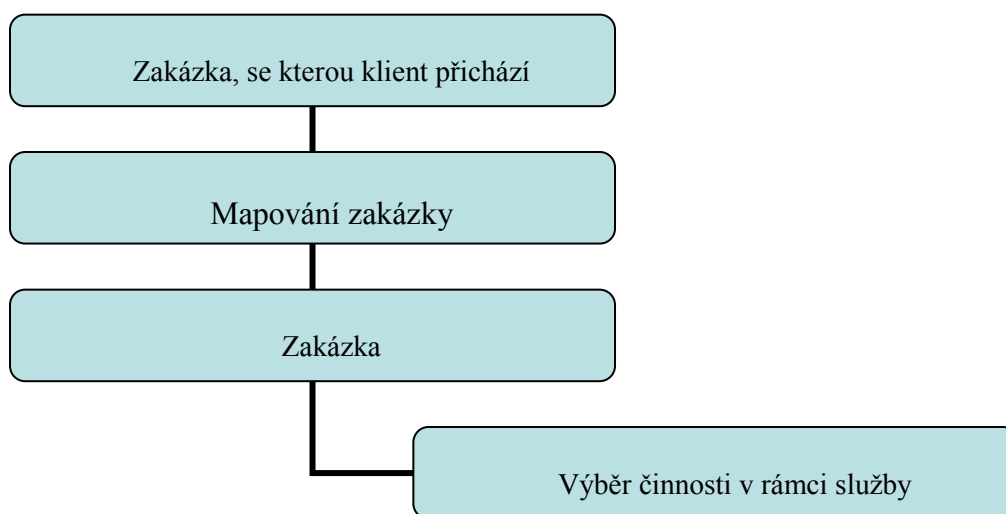 Zakázka, se kterou klient přichází
Mapování zakázky
Zakázka
Výběr činnosti v rámci služby